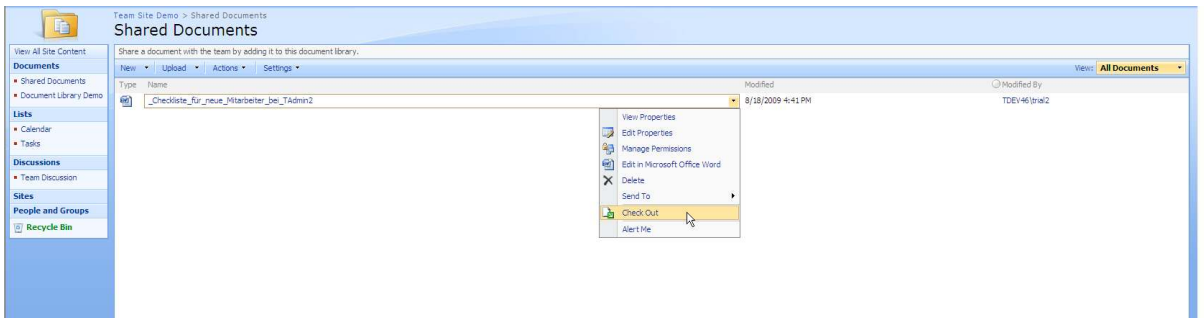 Team Site Demo > Shared Documents
Shared Documents
View All Site Content
Documents
Shared Documents
Document Library Demo
Lists
Calendar
Tasks
Discussions
Team Discussion
Sites
People and Groups
Recycle Bin
Share a document with the team by adding it to this document library.
New Upload Actions Settings View: All Documents
Type Name Modified Modified By
_Checkliste_für_neue_Mitarbeiter_bei_TAdmin2 8/18/2009 4:41 PM TDEV46\trial2
View Properties
Edit Properties
Manage Permissions
Edit in Microsoft Office Word
Delete
Send To
Check Out
Alert Me